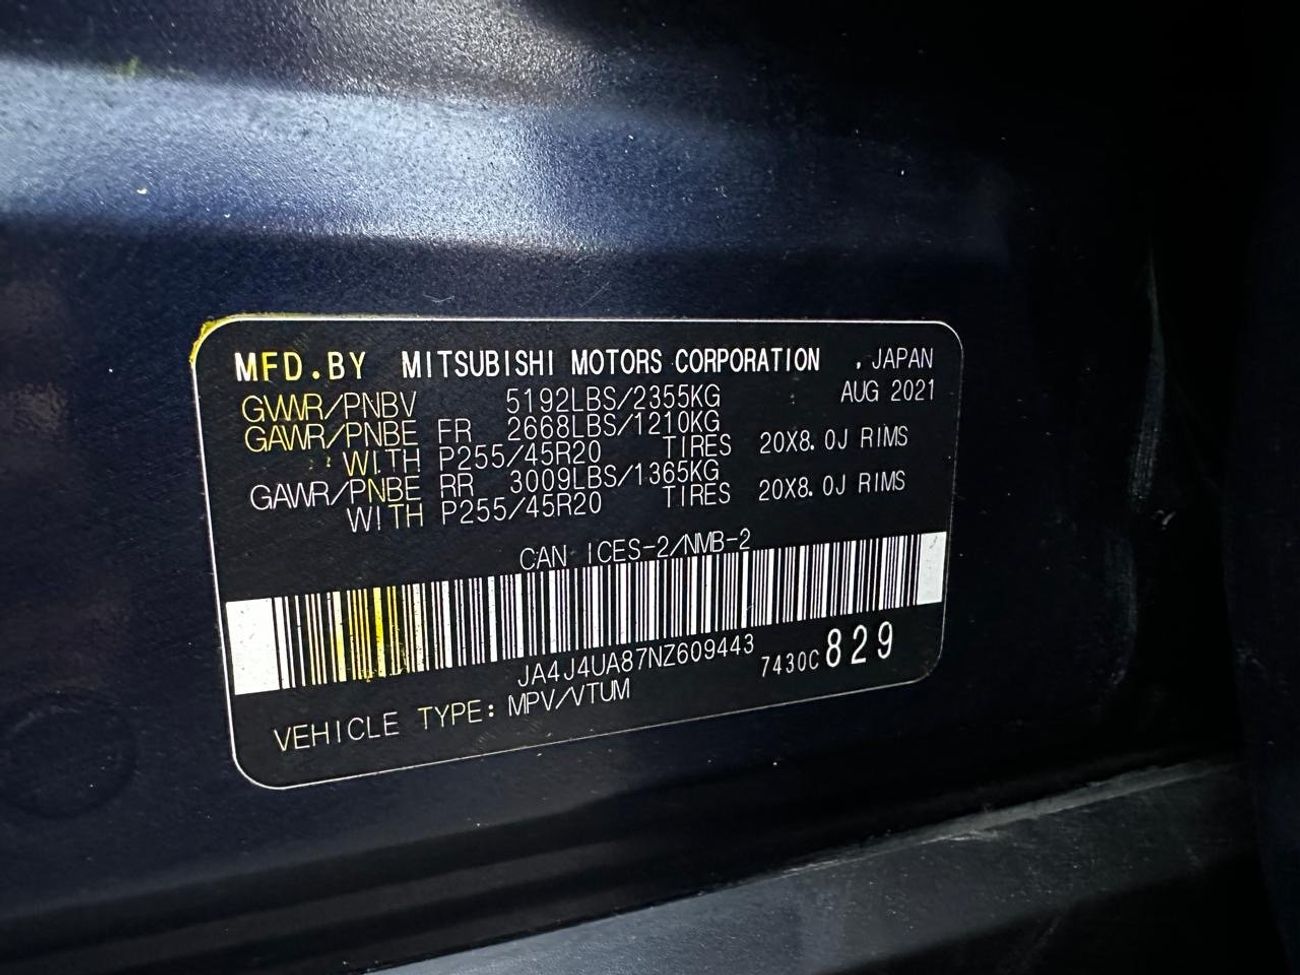 MFD.BY MITSUBISHI MOTORS CORPORATION , JAPAN
GVWR/PNBV 5192LBS/2355KG AUG 2021
GAWR/PNBE FR 2668LBS/1210KG
WITH P255/45R20 TIRES 20X8.0J RIMS
GAWR/PNBE RR 3009LBS/1365KG
WITH P255/45R20 TIRES 20X8.0J RIMS
CAN ICES-2/NMB-2
JA4J4UA87NZ609443 7430C 829
VEHICLE TYPE: MPV/VTUM